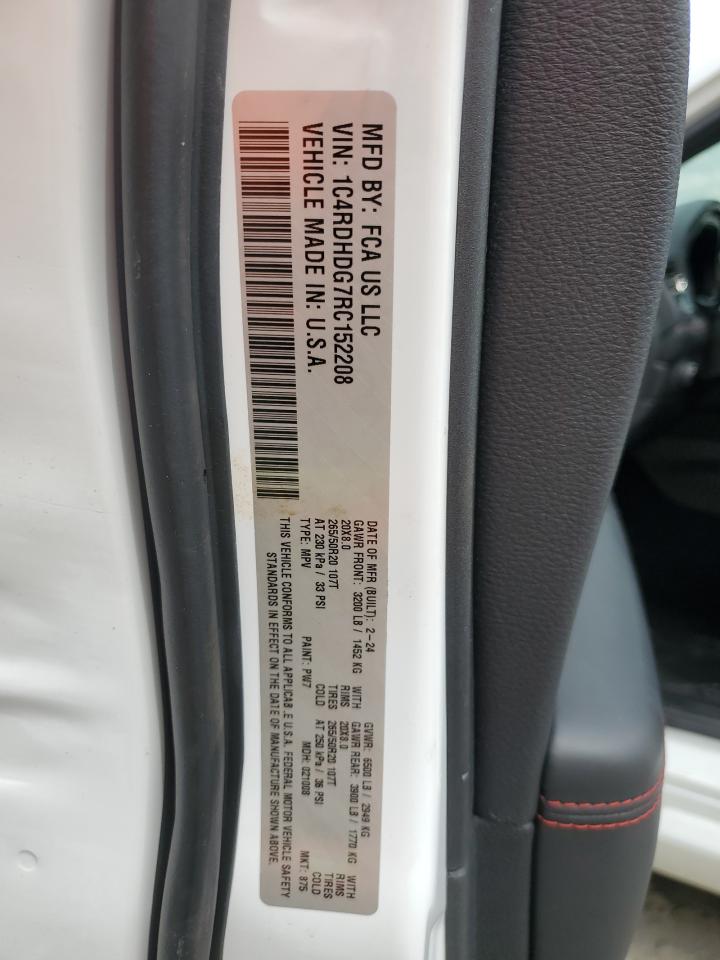 MFD BY: FCA US LLC
VIN: 1C4RDHDG7RC152208
VEHICLE MADE IN: U.S.A.
DATE OF MFR (BUILT): 2-24 GVWR: 6500 LB / 2949 KG
GAWR FRONT: 3200 LB / 1452 KG WITH GAWR REAR: 3900 LB / 1770 KG WITH
20X8.0 RIMS 20X8.0 RIMS
265/50R20 107T TIRES 265/50R20 107T TIRES
AT 230 kPa / 33 PSI COLD AT 250 kPa / 36 PSI COLD
TYPE: MPV PAINT: PW7 MDH: 021008 MKT: 875
THIS VEHICLE CONFORMS TO ALL APPLICABLE U.S.A. FEDERAL MOTOR VEHICLE SAFETY
STANDARDS IN EFFECT ON THE DATE OF MANUFACTURE SHOWN ABOVE.